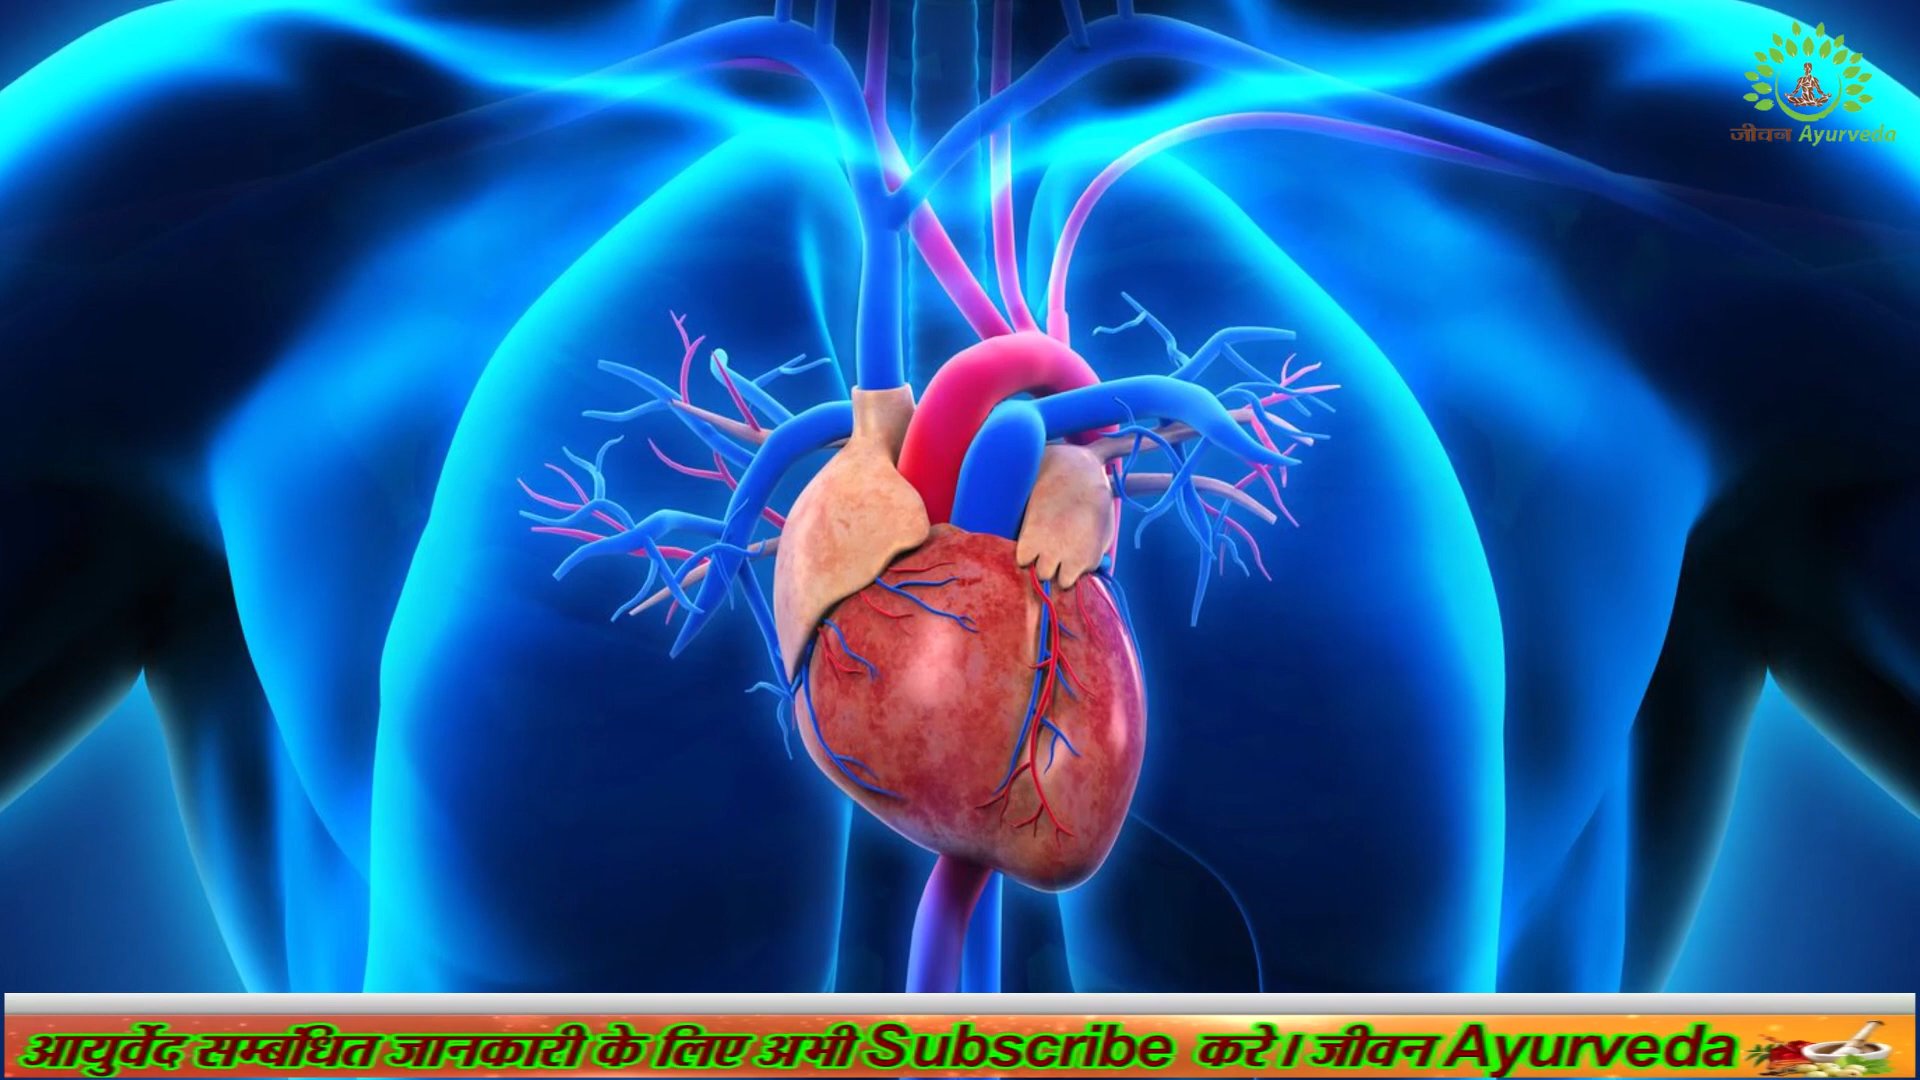 जीवन Ayurveda
आयुर्वेद सम्बंधित जानकारी के लिए अभी Subscribe करे। जीवन Ayurveda